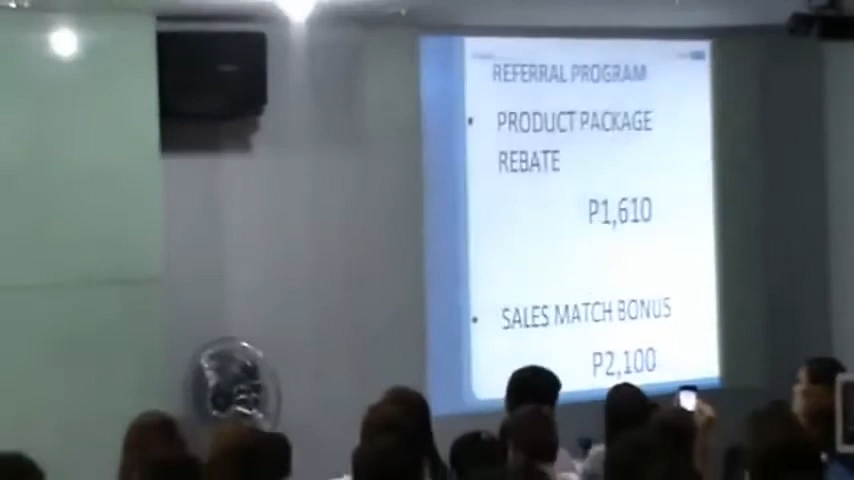 REFERRAL PROGRAM
• PRODUCT PACKAGE
REBATE
P1,610
• SALES MATCH BONUS
P2,100